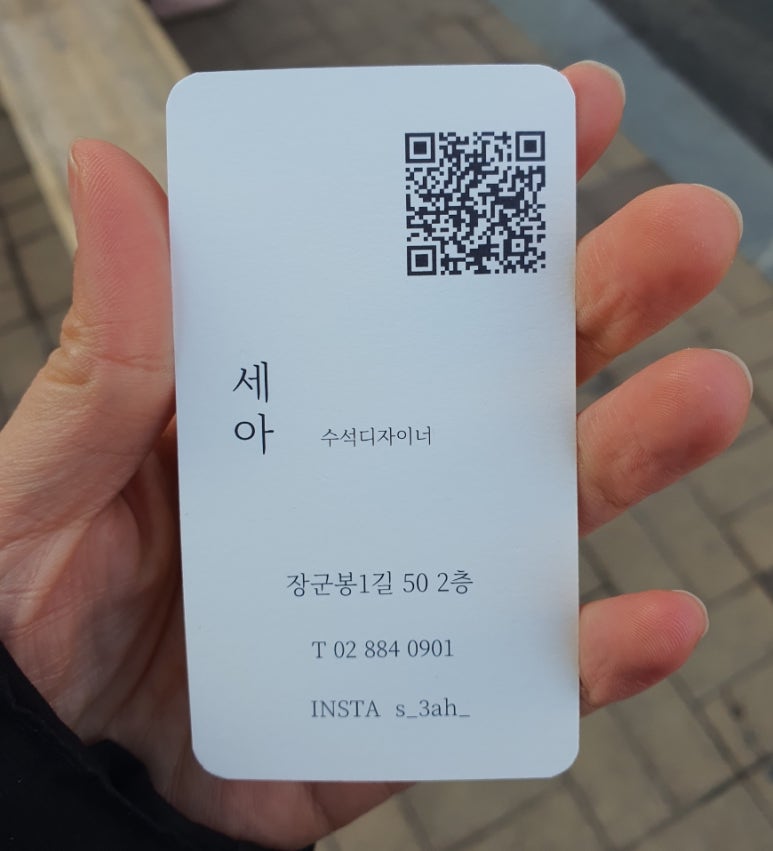 세아
수석디자이너
장군봉1길 50 2층
T 02 884 0901
INSTA s_3ah_